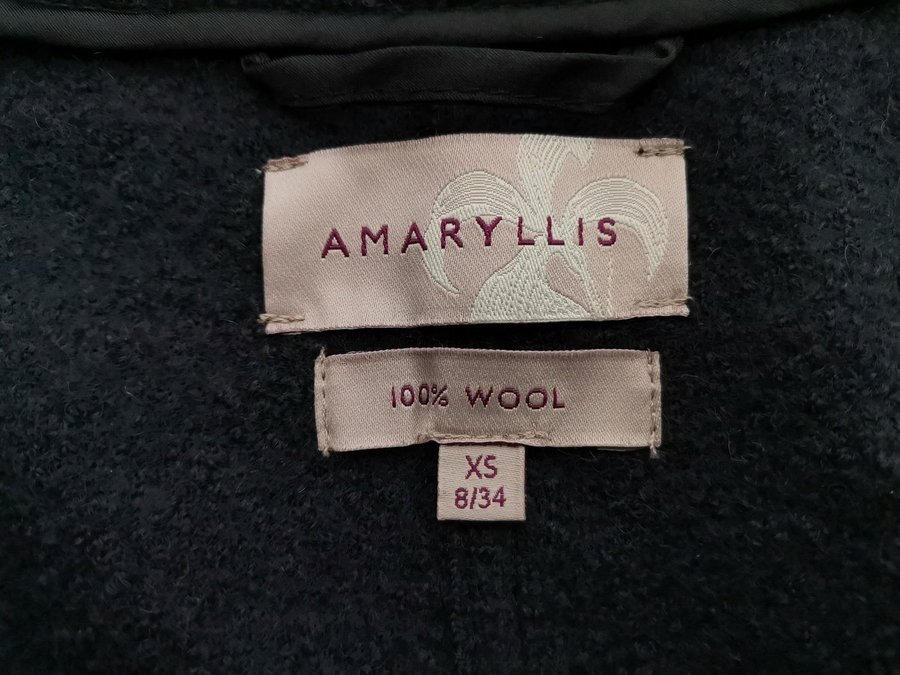 AMARYLLIS
100% WOOL
XS
8/34